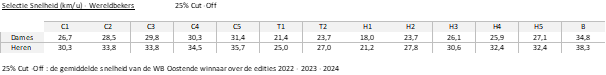 Selectie Snelheid (km/u) - Wereldbekers 25% Cut-Off
C1 C2 C3 C4 C5 T1 T2 H1 H2 H3 H4 H5 B
Dames 26,7 28,5 29,8 30,3 31,4 21,4 23,7 18,0 23,7 26,1 25,9 27,1 34,8
Heren 30,3 33,8 33,8 34,5 35,7 25,0 27,0 21,2 27,8 30,6 32,4 32,4 38,3
25% Cut-Off : de gemiddelde snelheid van de WB Oostende winnaar over de edities 2022 - 2023 - 2024